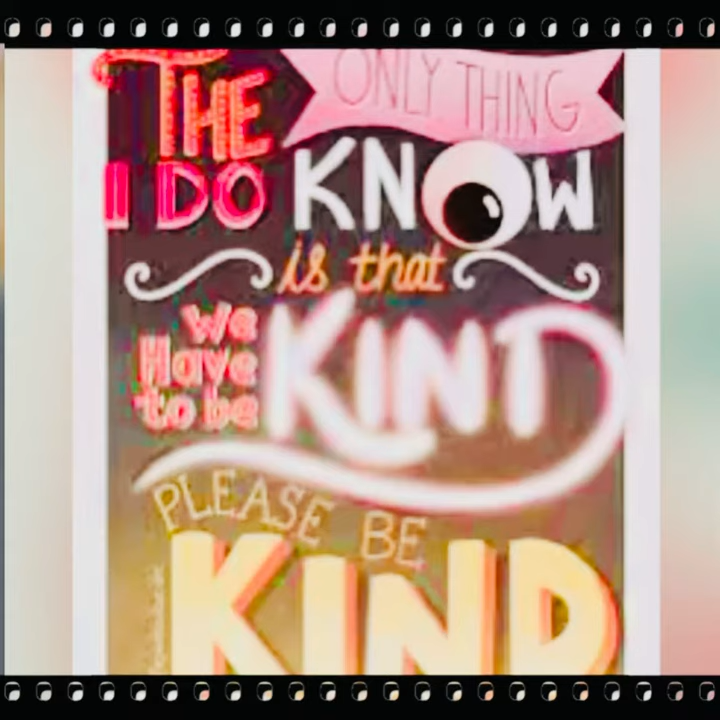 THE ONLY THING
I DO KNOW
is that
we
Have
to be KIND
PLEASE BE
KIND